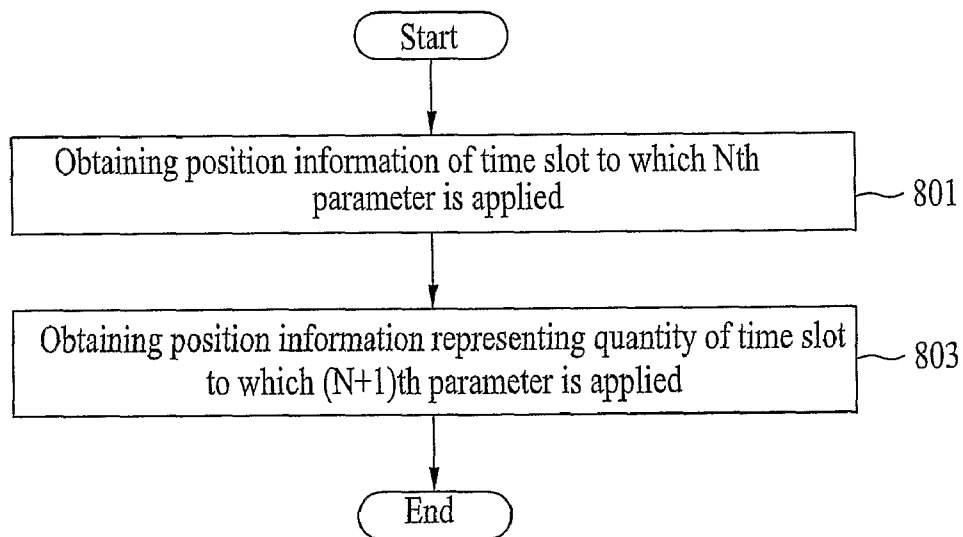 Start
Obtaining position information of time slot to which Nth
parameter is applied
801
Obtaining position information representing quantity of time slot
to which (N+1)th parameter is applied
803
End